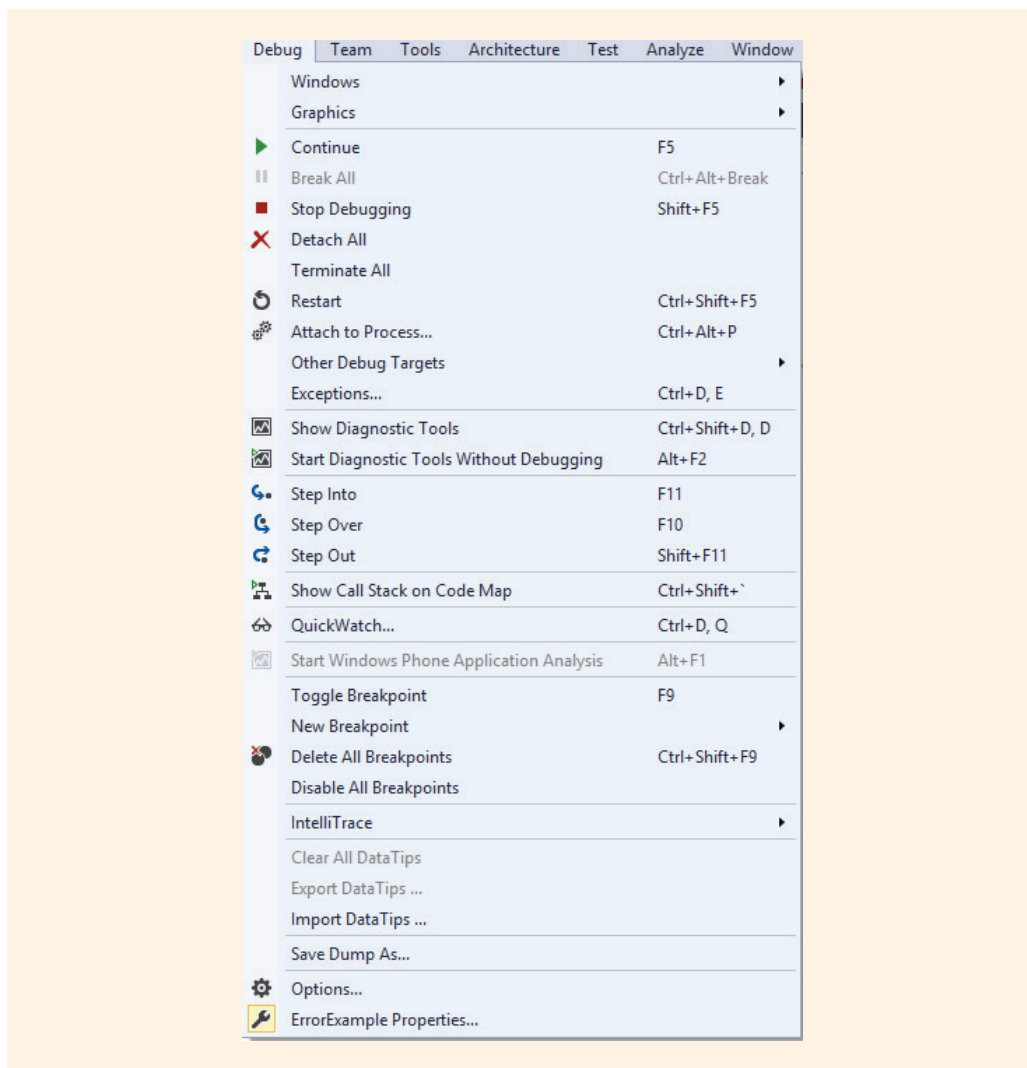 Debug Team Tools Architecture Test Analyze Window
Windows
Graphics
Continue F5
Break All Ctrl+Alt+Break
Stop Debugging Shift+F5
Detach All
Terminate All
Restart Ctrl+Shift+F5
Attach to Process... Ctrl+Alt+P
Other Debug Targets
Exceptions... Ctrl+D, E
Show Diagnostic Tools Ctrl+Shift+D, D
Start Diagnostic Tools Without Debugging Alt+F2
Step Into F11
Step Over F10
Step Out Shift+F11
Show Call Stack on Code Map Ctrl+Shift+`
QuickWatch... Ctrl+D, Q
Start Windows Phone Application Analysis Alt+F1
Toggle Breakpoint F9
New Breakpoint
Delete All Breakpoints Ctrl+Shift+F9
Disable All Breakpoints
IntelliTrace
Clear All DataTips
Export DataTips ...
Import DataTips ...
Save Dump As...
Options...
ErrorExample Properties...